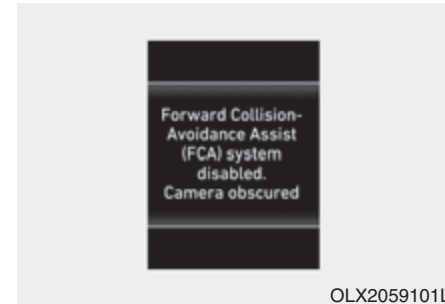 Forward Collision-
Avoidance Assist
(FCA) system
disabled.
Camera obscured
OLX2059101L